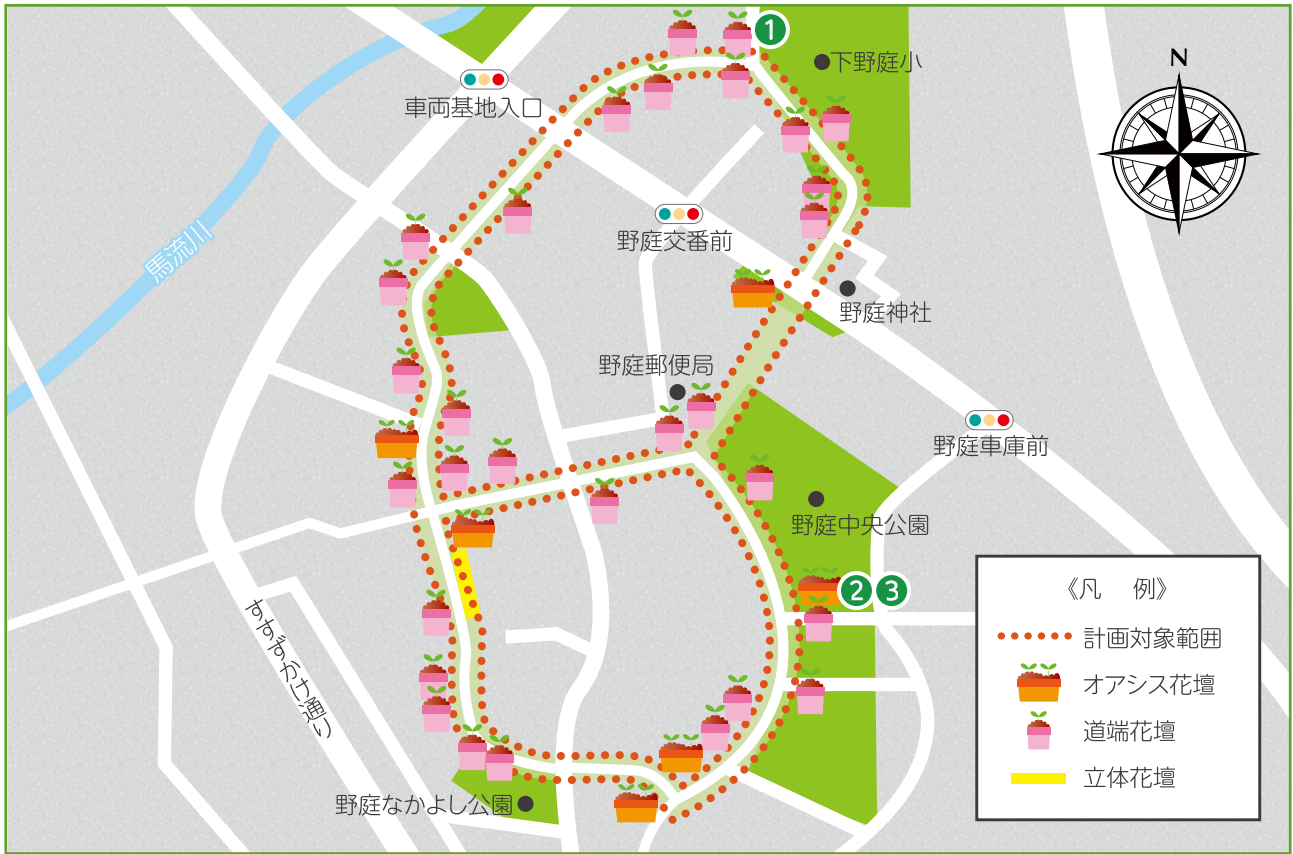 N
1
下野庭小
車両基地入口
馬流川
野庭交番前
野庭神社
野庭郵便局
野庭車庫前
野庭中央公園
2 3
すずかけ通り
野庭なかよし公園
《凡 例》
計画対象範囲
オアシス花壇
道端花壇
立体花壇